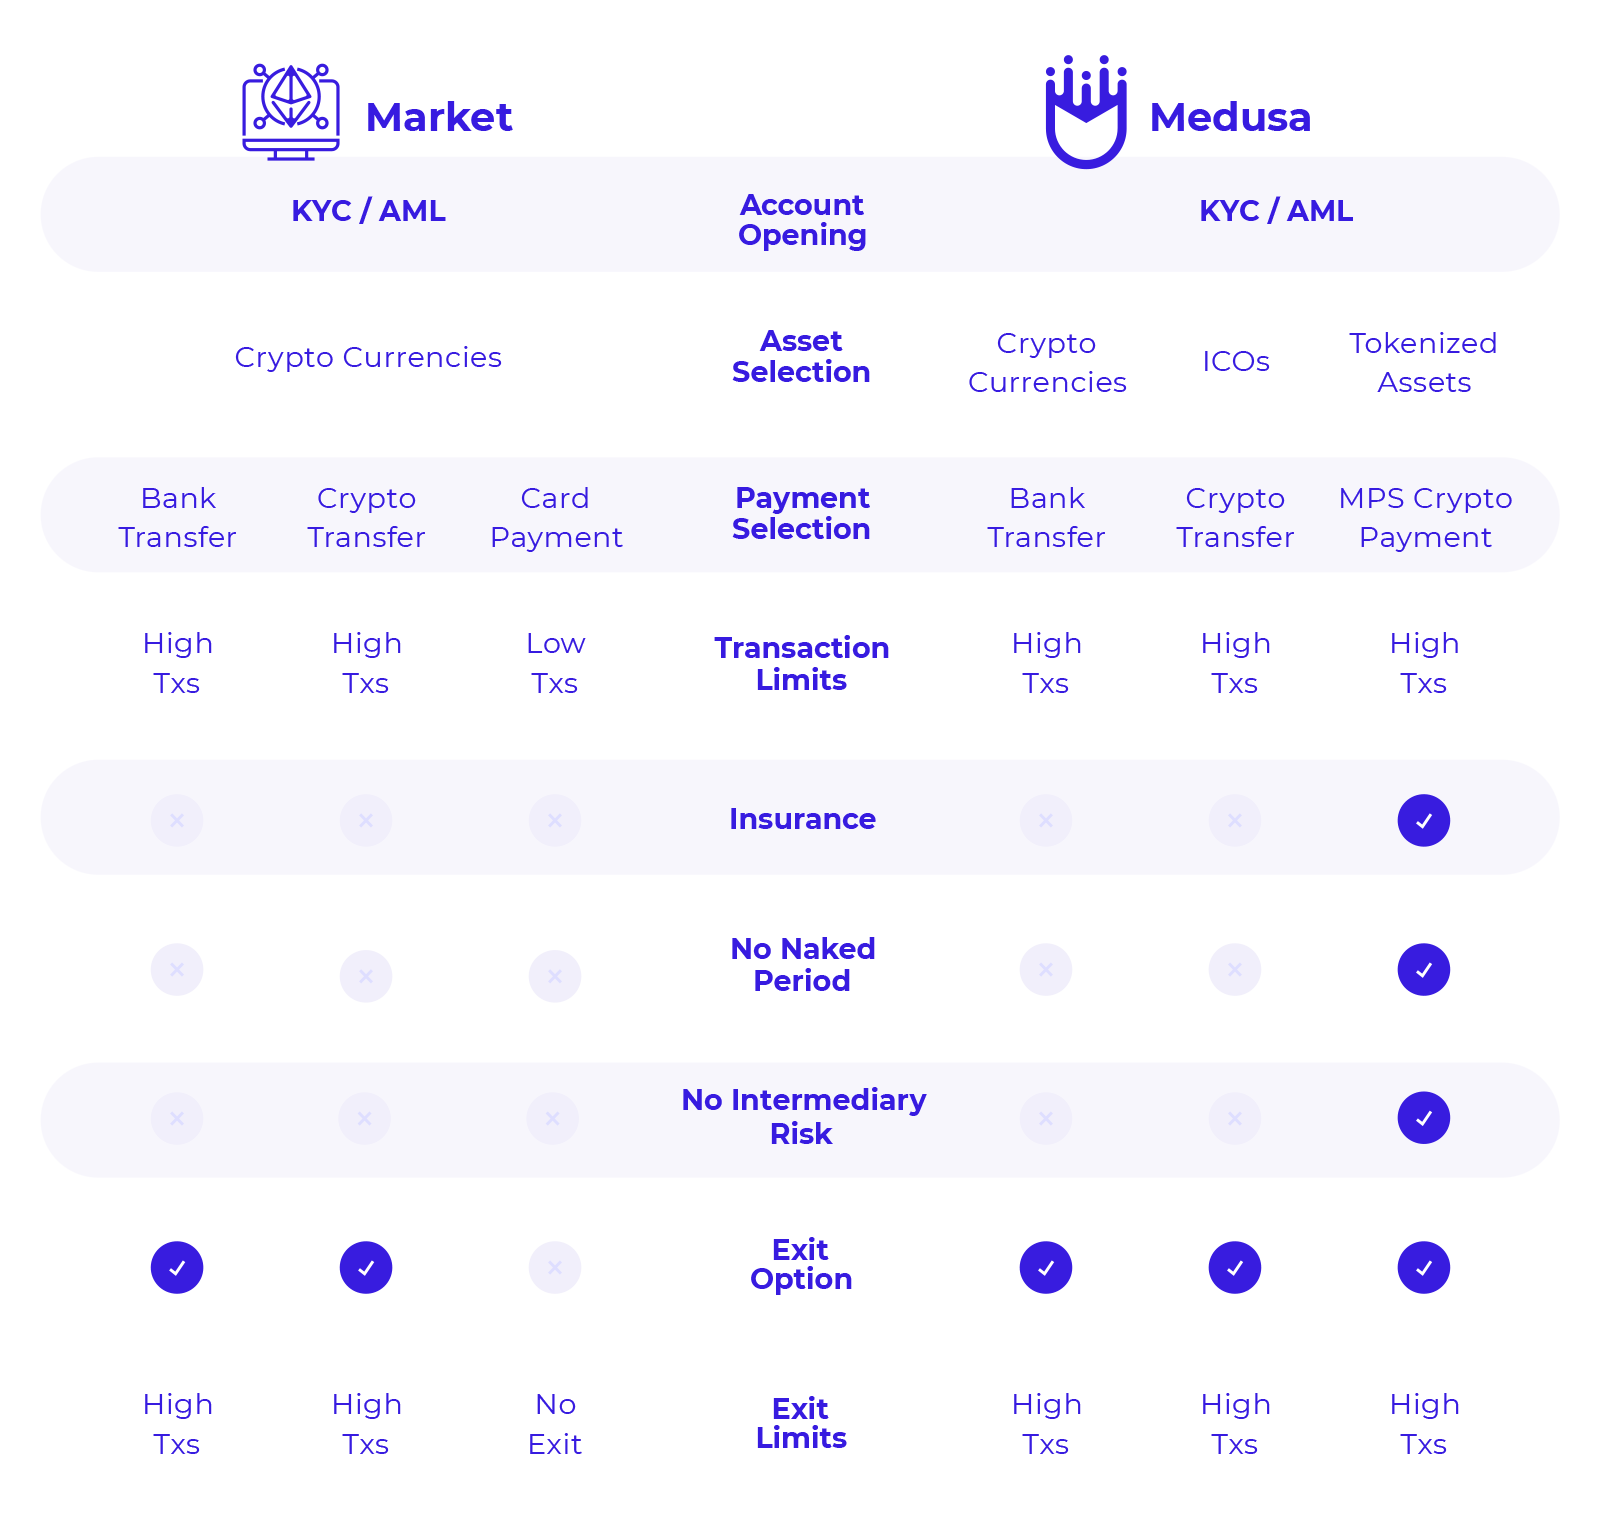 Market
Medusa
KYC / AML
Account
Opening
KYC / AML
Crypto Currencies
Asset
Selection
Crypto
Currencies
ICOs
Tokenized
Assets
Bank
Transfer
Crypto
Transfer
Card
Payment
Payment
Selection
Bank
Transfer
Crypto
Transfer
MPS Crypto
Payment
High
Txs
High
Txs
Low
Txs
Transaction
Limits
High
Txs
High
Txs
High
Txs
Insurance
No Naked
Period
No Intermediary
Risk
Exit
Option
High
Txs
High
Txs
No
Exit
Exit
Limits
High
Txs
High
Txs
High
Txs